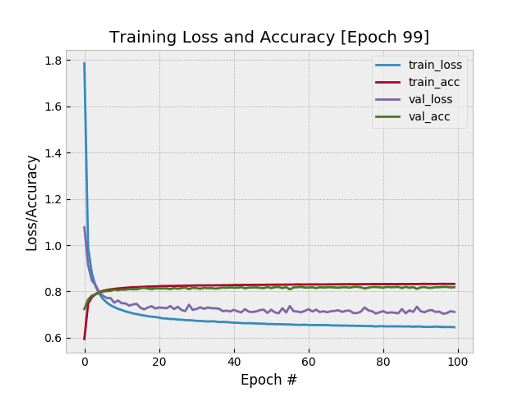 Training Loss and Accuracy [Epoch 99]
train_loss
train_acc
val_loss
val_acc
1.8
1.6
1.4
1.2
1.0
0.8
0.6
Loss/Accuracy
0 20 40 60 80 100
Epoch #